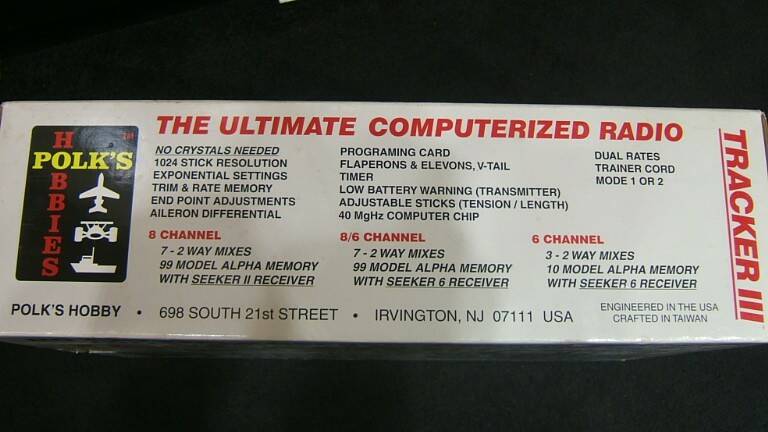 HOBBIES
POLK'S
TM
THE ULTIMATE COMPUTERIZED RADIO
NO CRYSTALS NEEDED
1024 STICK RESOLUTION
EXPONENTIAL SETTINGS
TRIM & RATE MEMORY
END POINT ADJUSTMENTS
AILERON DIFFERENTIAL
PROGRAMING CARD
FLAPERONS & ELEVONS, V-TAIL
TIMER
LOW BATTERY WARNING (TRANSMITTER)
ADJUSTABLE STICKS (TENSION / LENGTH)
40 MgHz COMPUTER CHIP
DUAL RATES
TRAINER CORD
MODE 1 OR 2
8 CHANNEL
7 - 2 WAY MIXES
99 MODEL ALPHA MEMORY
WITH SEEKER II RECEIVER
8/6 CHANNEL
7 - 2 WAY MIXES
99 MODEL ALPHA MEMORY
WITH SEEKER 6 RECEIVER
6 CHANNEL
3 - 2 WAY MIXES
10 MODEL ALPHA MEMORY
WITH SEEKER 6 RECEIVER
TRACKER III
POLK'S HOBBY • 698 SOUTH 21st STREET • IRVINGTON, NJ 07111 USA
ENGINEERED IN THE USA
CRAFTED IN TAIWAN